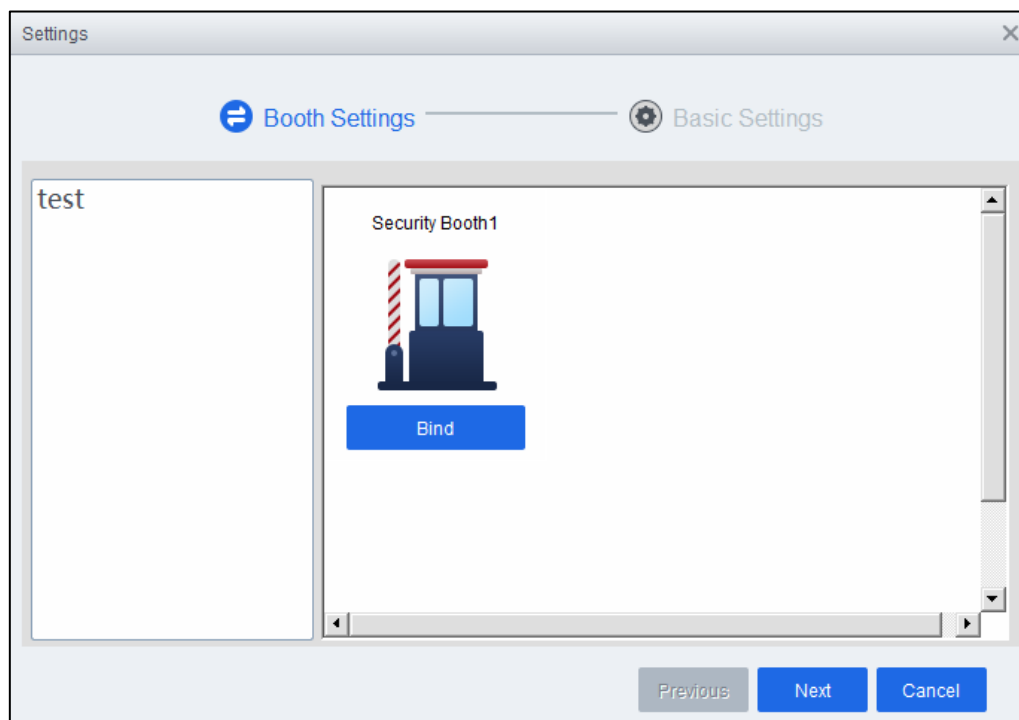 Settings
Booth Settings
Basic Settings
test
Security Booth1
Bind
Previous
Next
Cancel